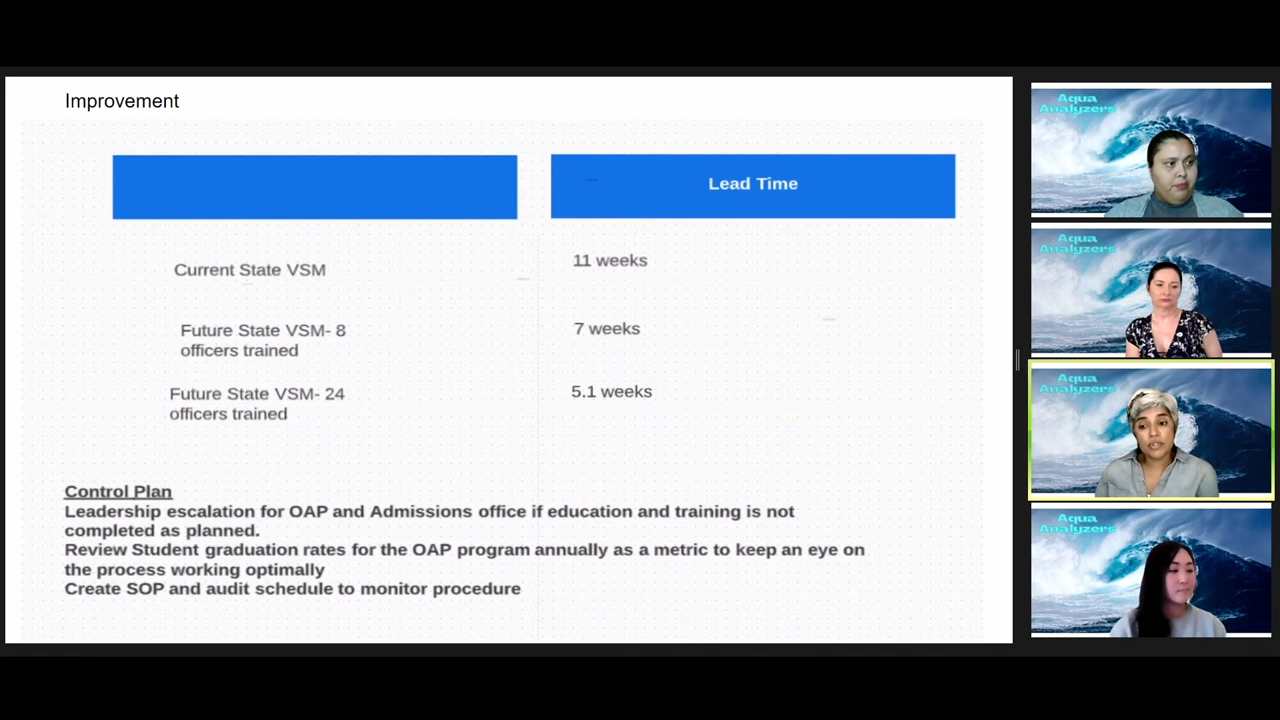 Improvement
Lead Time
Current State VSM
11 weeks
Future State VSM- 8
officers trained
7 weeks
Future State VSM- 24
officers trained
5.1 weeks
Control Plan
Leadership escalation for OAP and Admissions office if education and training is not
completed as planned.
Review Student graduation rates for the OAP program annually as a metric to keep an eye on
the process working optimally
Create SOP and audit schedule to monitor procedure
Aqua
Analyzers
Aqua
Analyzers
Aqua
Analyzers
Aqua
Analyzers